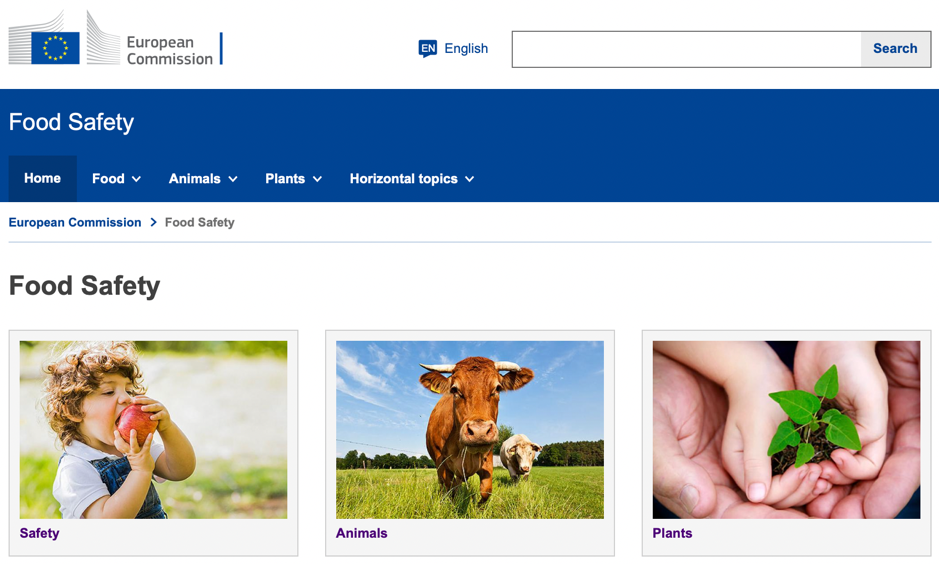 European
Commission
EN English
Search
Food Safety
Home Food Animals Plants Horizontal topics
European Commission > Food Safety
Food Safety
Safety Animals Plants